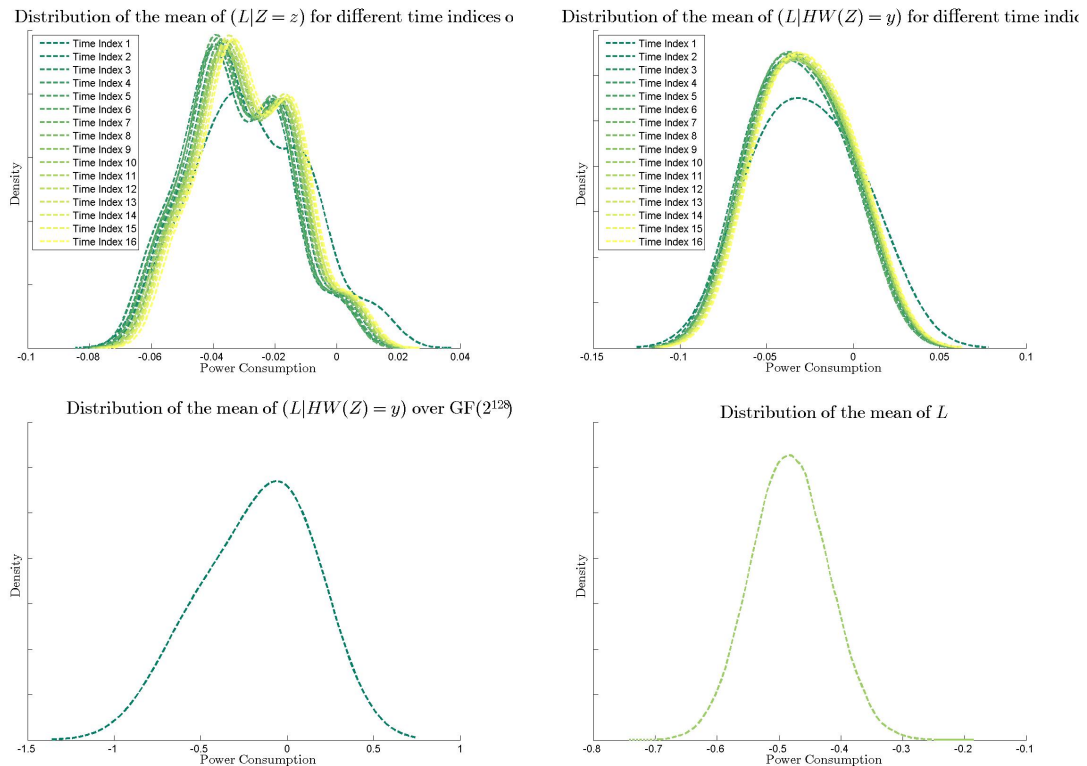 Distribution of the mean of (L|Z = z) for different time indices o
Time Index 1
Time Index 2
Time Index 3
Time Index 4
Time Index 5
Time Index 6
Time Index 7
Time Index 8
Time Index 9
Time Index 10
Time Index 11
Time Index 12
Time Index 13
Time Index 14
Time Index 15
Time Index 16
Density
-0.1 -0.08 -0.06 -0.04 -0.02 0 0.02 0.04
Power Consumption
Distribution of the mean of (L|HW(Z) = y) for different time indic
Time Index 1
Time Index 2
Time Index 3
Time Index 4
Time Index 5
Time Index 6
Time Index 7
Time Index 8
Time Index 9
Time Index 10
Time Index 11
Time Index 12
Time Index 13
Time Index 14
Time Index 15
Time Index 16
Density
-0.15 -0.1 -0.05 0 0.05 0.1
Power Consumption
Distribution of the mean of (L|HW(Z) = y) over GF(2¹²⁸)
Density
-1.5 -1 -0.5 0 0.5 1
Power Consumption
Distribution of the mean of L
Density
-0.8 -0.7 -0.6 -0.5 -0.4 -0.3 -0.2 -0.1
Power Consumption